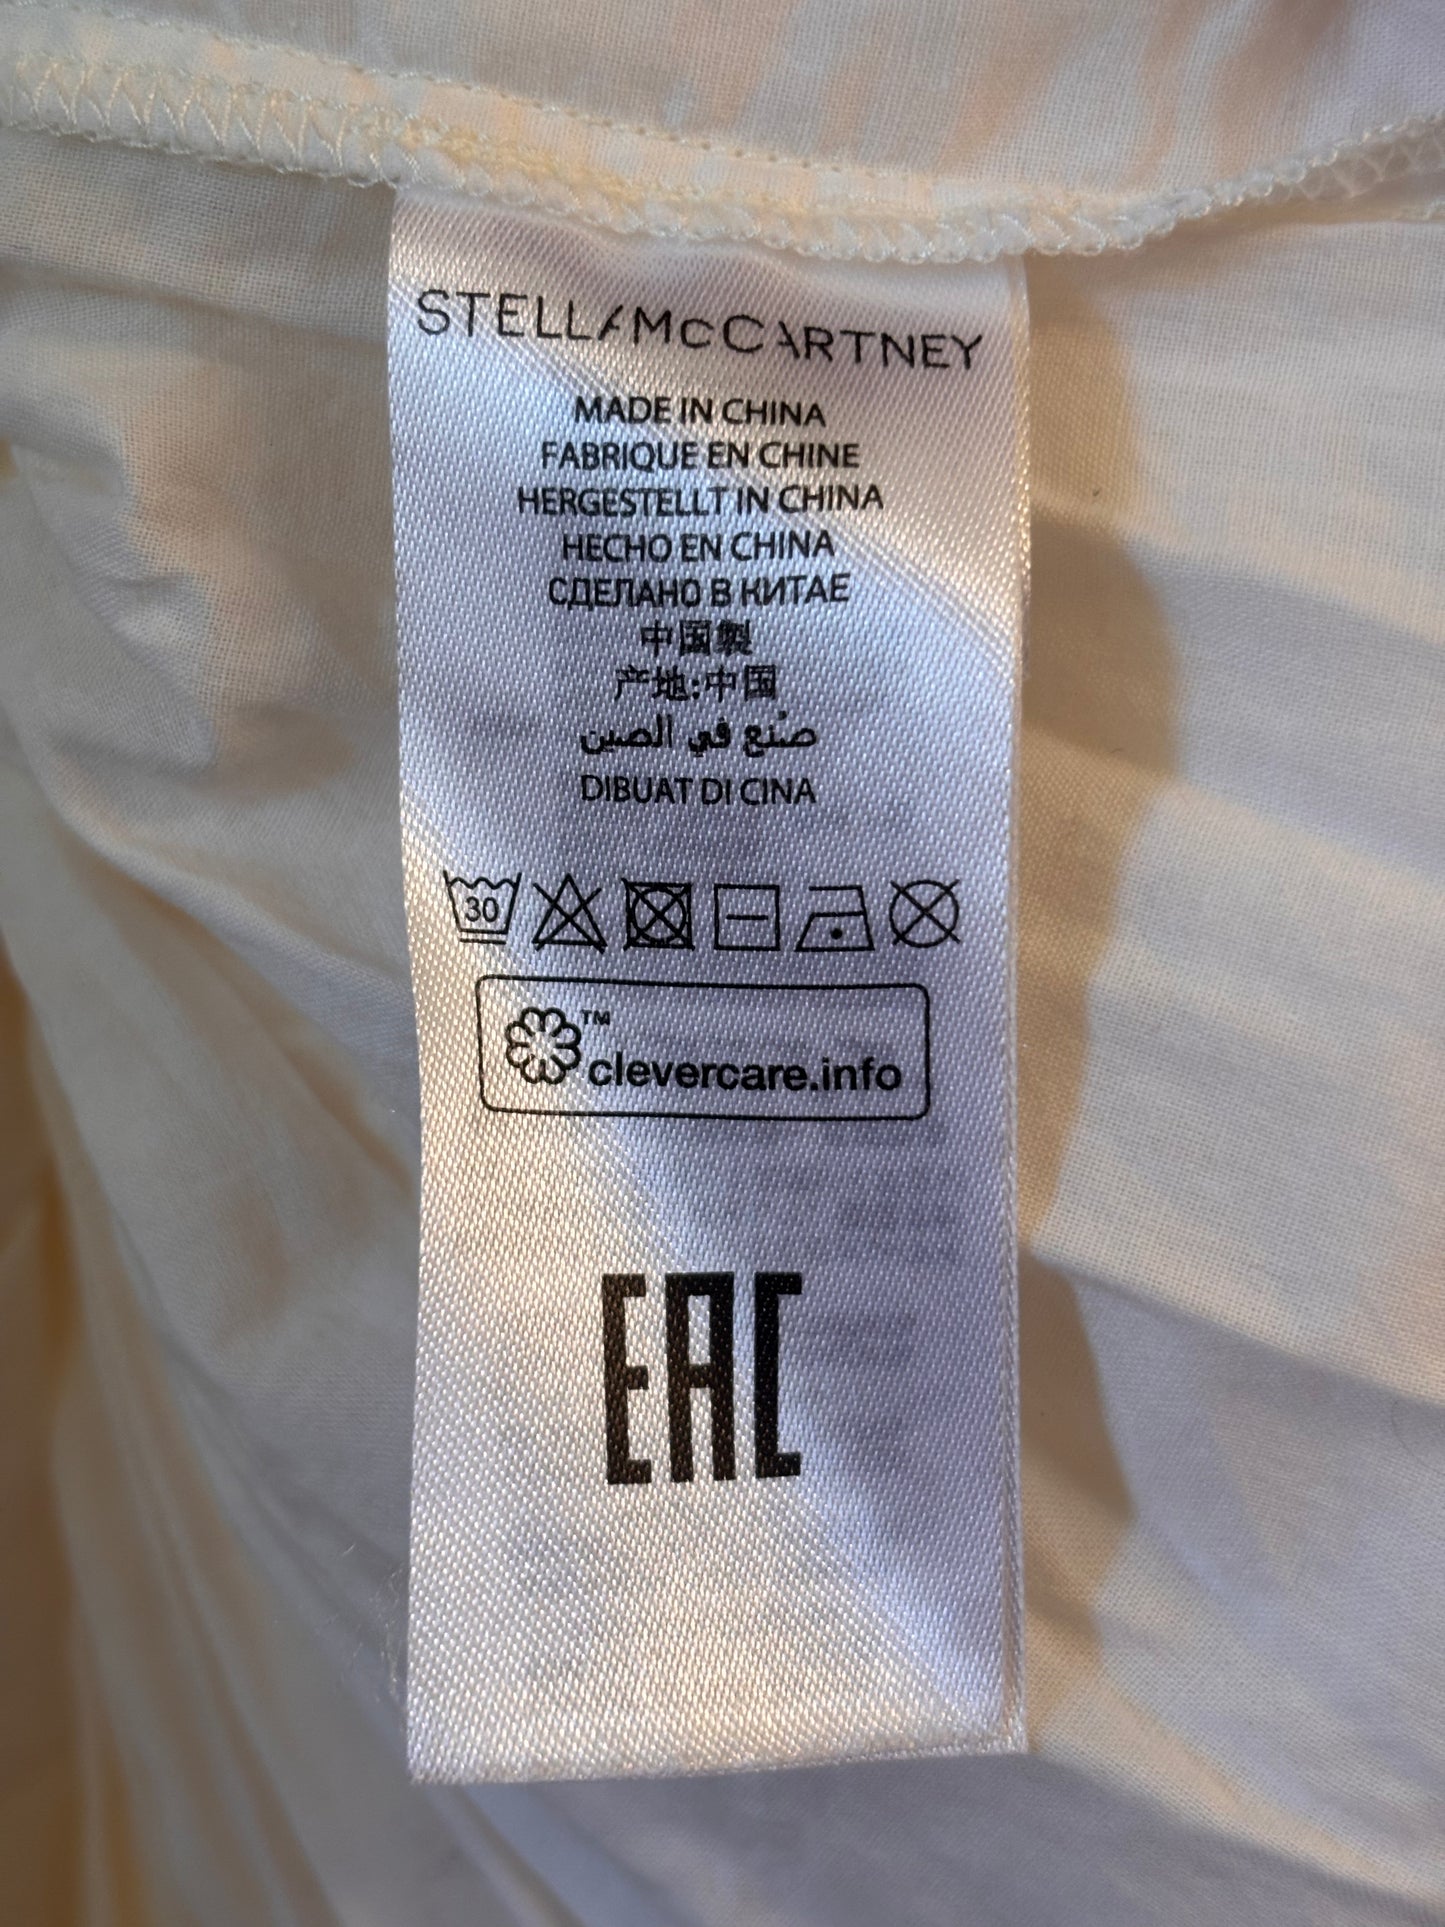 STELLAMcCARTNEY
MADE IN CHINA
FABRIQUE EN CHINE
HERGESTELLT IN CHINA
HECHO EN CHINA
СДЕЛАНО В КИТАЕ
中国製
产地:中国
صُنع في الصين
DIBUAT DI CINA
30
™
clevercare.info
EAC